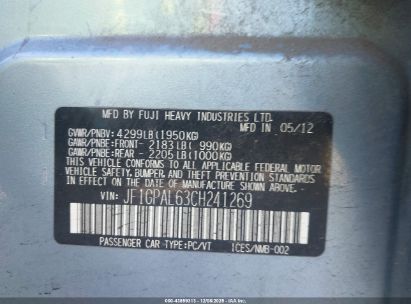 MFD BY FUJI HEAVY INDUSTRIES LTD.
GVWR/PNBV: 4299LB(1950KG) MFD IN 05/12
GAWR/PNBE:FRONT- 2183LB( 990KG)
GAWR/PNBE:REAR - 2205LB(1000KG)
THIS VEHICLE CONFORMS TO ALL APPLICABLE FEDERAL MOTOR
VEHICLE SAFETY, BUMPER, AND THEFT PREVENTION STANDARDS
IN EFFECT ON THE DATE OF MANUFACTURE SHOWN ABOVE.
VIN: JF1GPAL63CH241269
PASSENGER CAR TYPE:PC/VT ICES/NMB-002